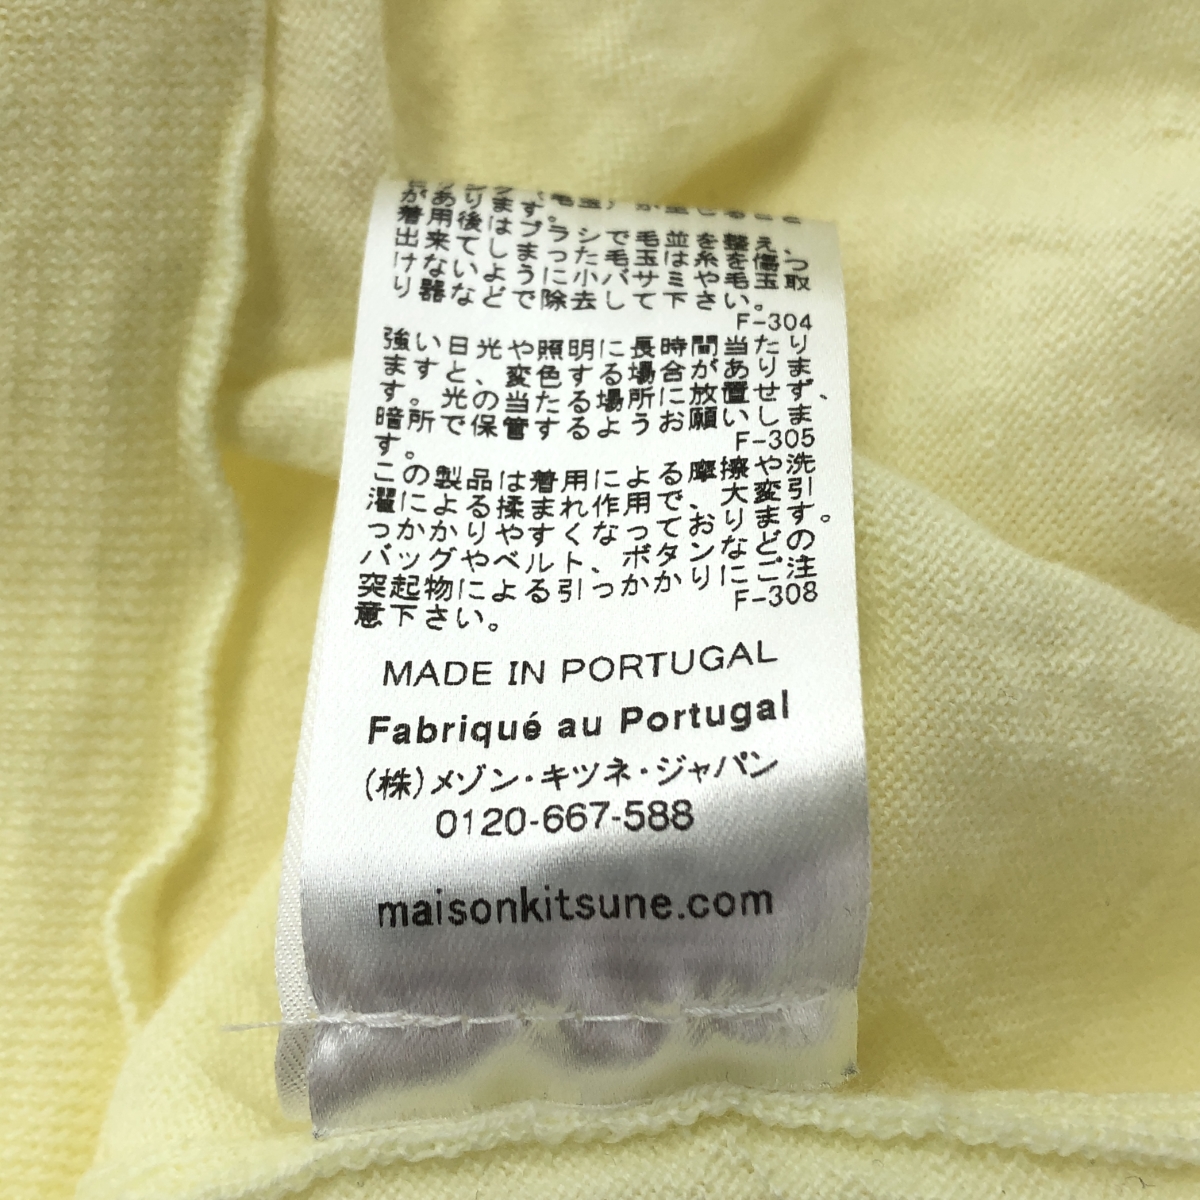 があります。
着用後はブラシで毛並を整え、
出来てしまった毛玉は糸を傷つ
けないように小バサミや毛玉取
り器などで除去して下さい。
F-304
強い日光や照明に長時間当たり
ますと、変色する場合がありま
す。光の当たる場所に放置せず、
暗所で保管するようお願いしま
す。
F-305
この製品は着用による摩擦や洗
濯による揉まれ作用で、大変引
っかかりやすくなっております。
バッグやベルト、ボタンなどの
突起物による引っかかりにご注
意下さい。
F-308
MADE IN PORTUGAL
Fabriqué au Portugal
(株)メゾン・キツネ・ジャパン
0120-667-588
maisonkitsune.com